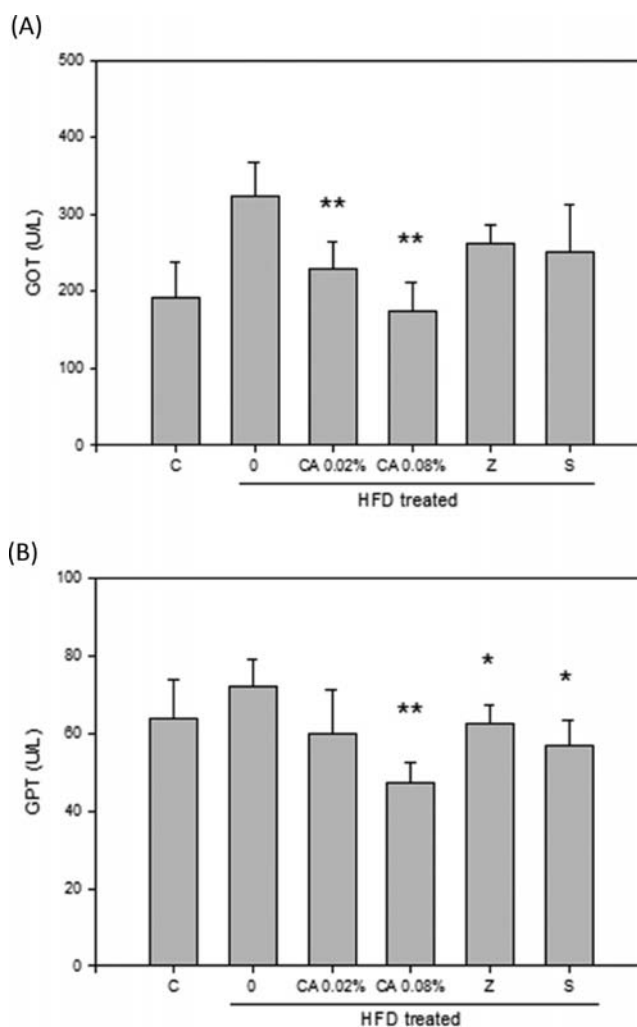 (A)
500
400
300
200
100
0
GOT (U/L)
**
**
C
0
CA 0.02%
CA 0.08%
Z
S
HFD treated
(B)
100
80
60
40
20
0
GPT (U/L)
**
*
*
C
0
CA 0.02%
CA 0.08%
Z
S
HFD treated